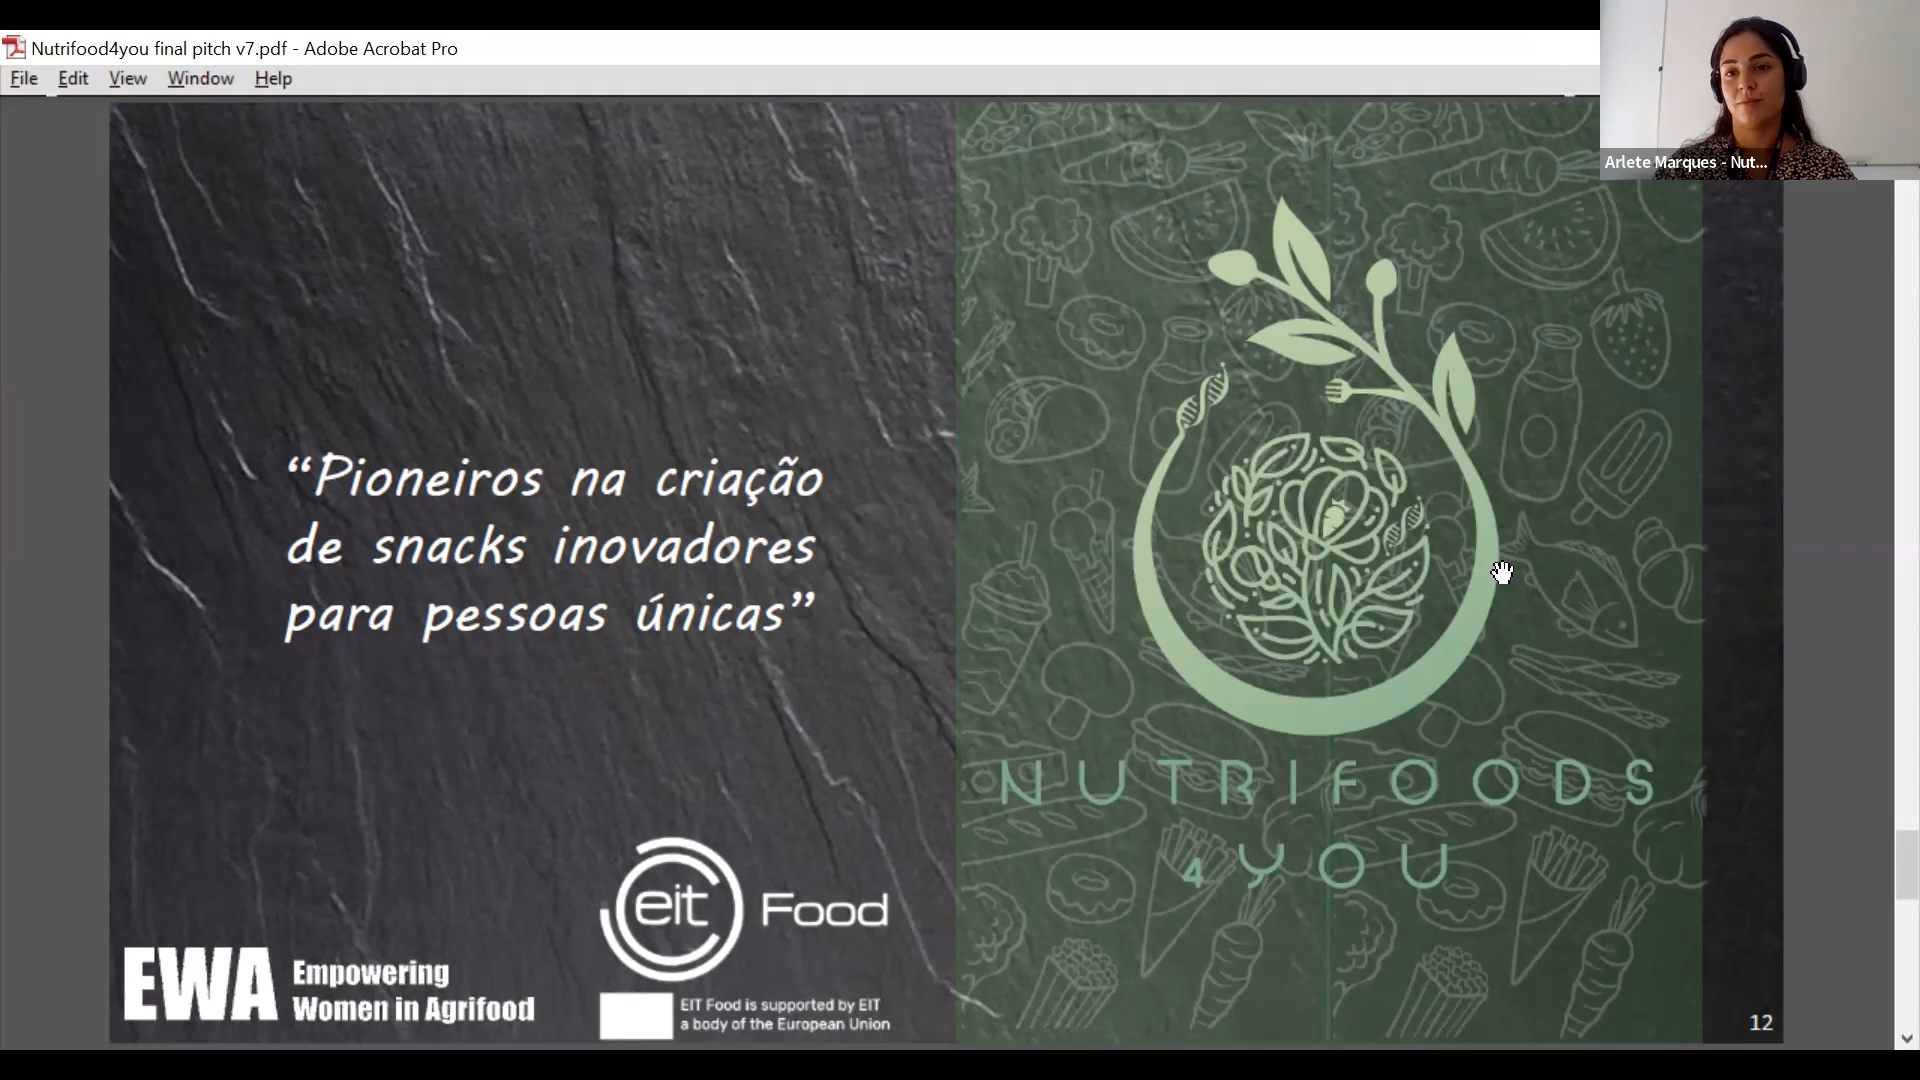 Nutrifood4you final pitch v7.pdf - Adobe Acrobat Pro
File Edit View Window Help
Arlete Marques - Nut...
“Pioneiros na criação
de snacks inovadores
para pessoas únicas”
NUTRIFOODS
4YOU
eit Food
EWA Empowering
Women in Agrifood
EIT Food is supported by EIT
a body of the European Union
12